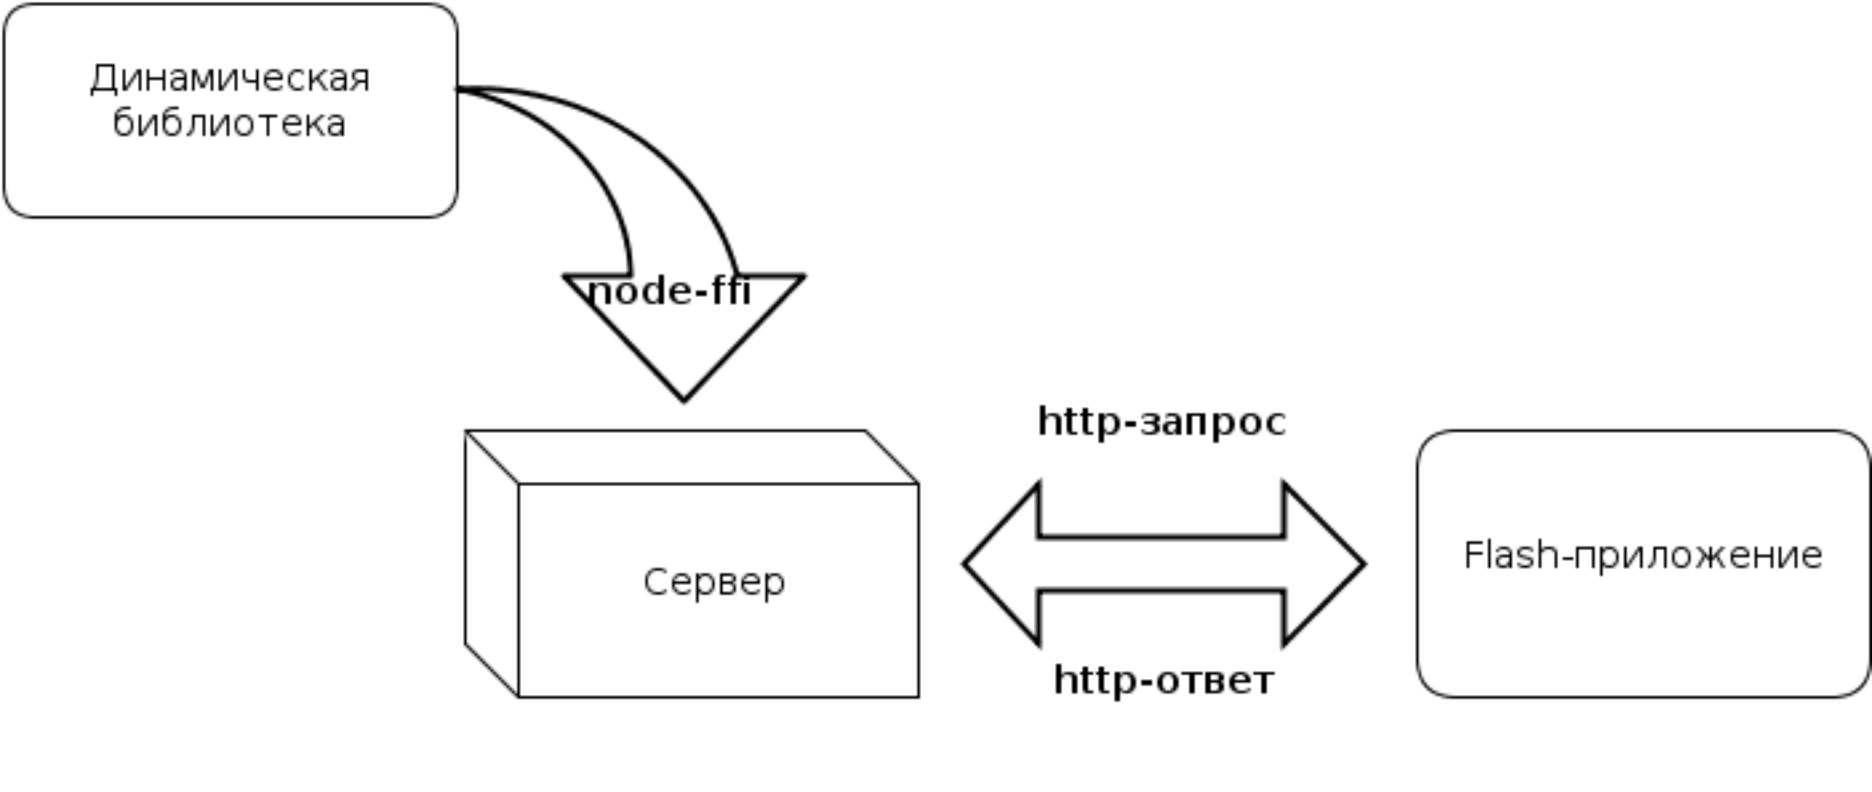 Динамическая
библиотека
node-ffi
http-запрос
Сервер
Flash-приложение
http-ответ